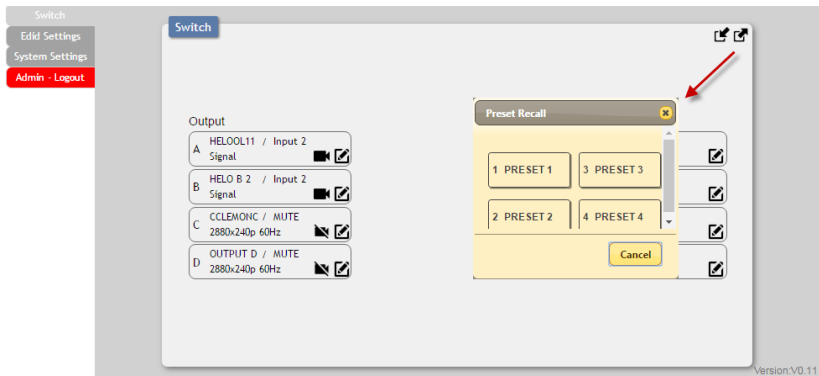 Switch
Edid Settings
System Settings
Admin - Logout
Switch
Output
A HELOOL11 / Input 2
Signal
B HELO B 2 / Input 2
Signal
C CCLEMONC / MUTE
2880x240p 60Hz
D OUTPUT D / MUTE
2880x240p 60Hz
Preset Recall
1 PRESET 1 3 PRESET 3
2 PRESET 2 4 PRESET 4
Cancel
Version:V0.11